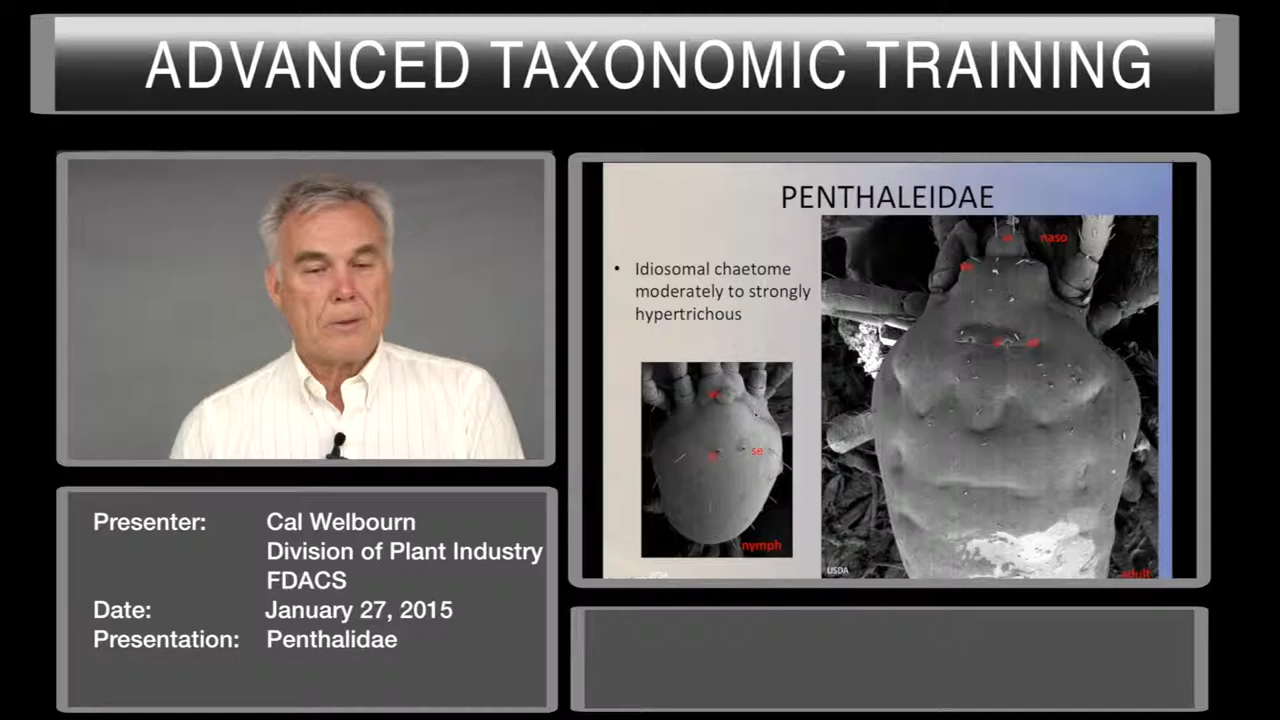 ADVANCED TAXONOMIC TRAINING
PENTHALEIDAE
• Idiosomal chaetome
moderately to strongly
hypertrichous
naso
se
nymph
USDA
adult
Presenter: Cal Welbourn
Division of Plant Industry
FDACS
Date: January 27, 2015
Presentation: Penthalidae